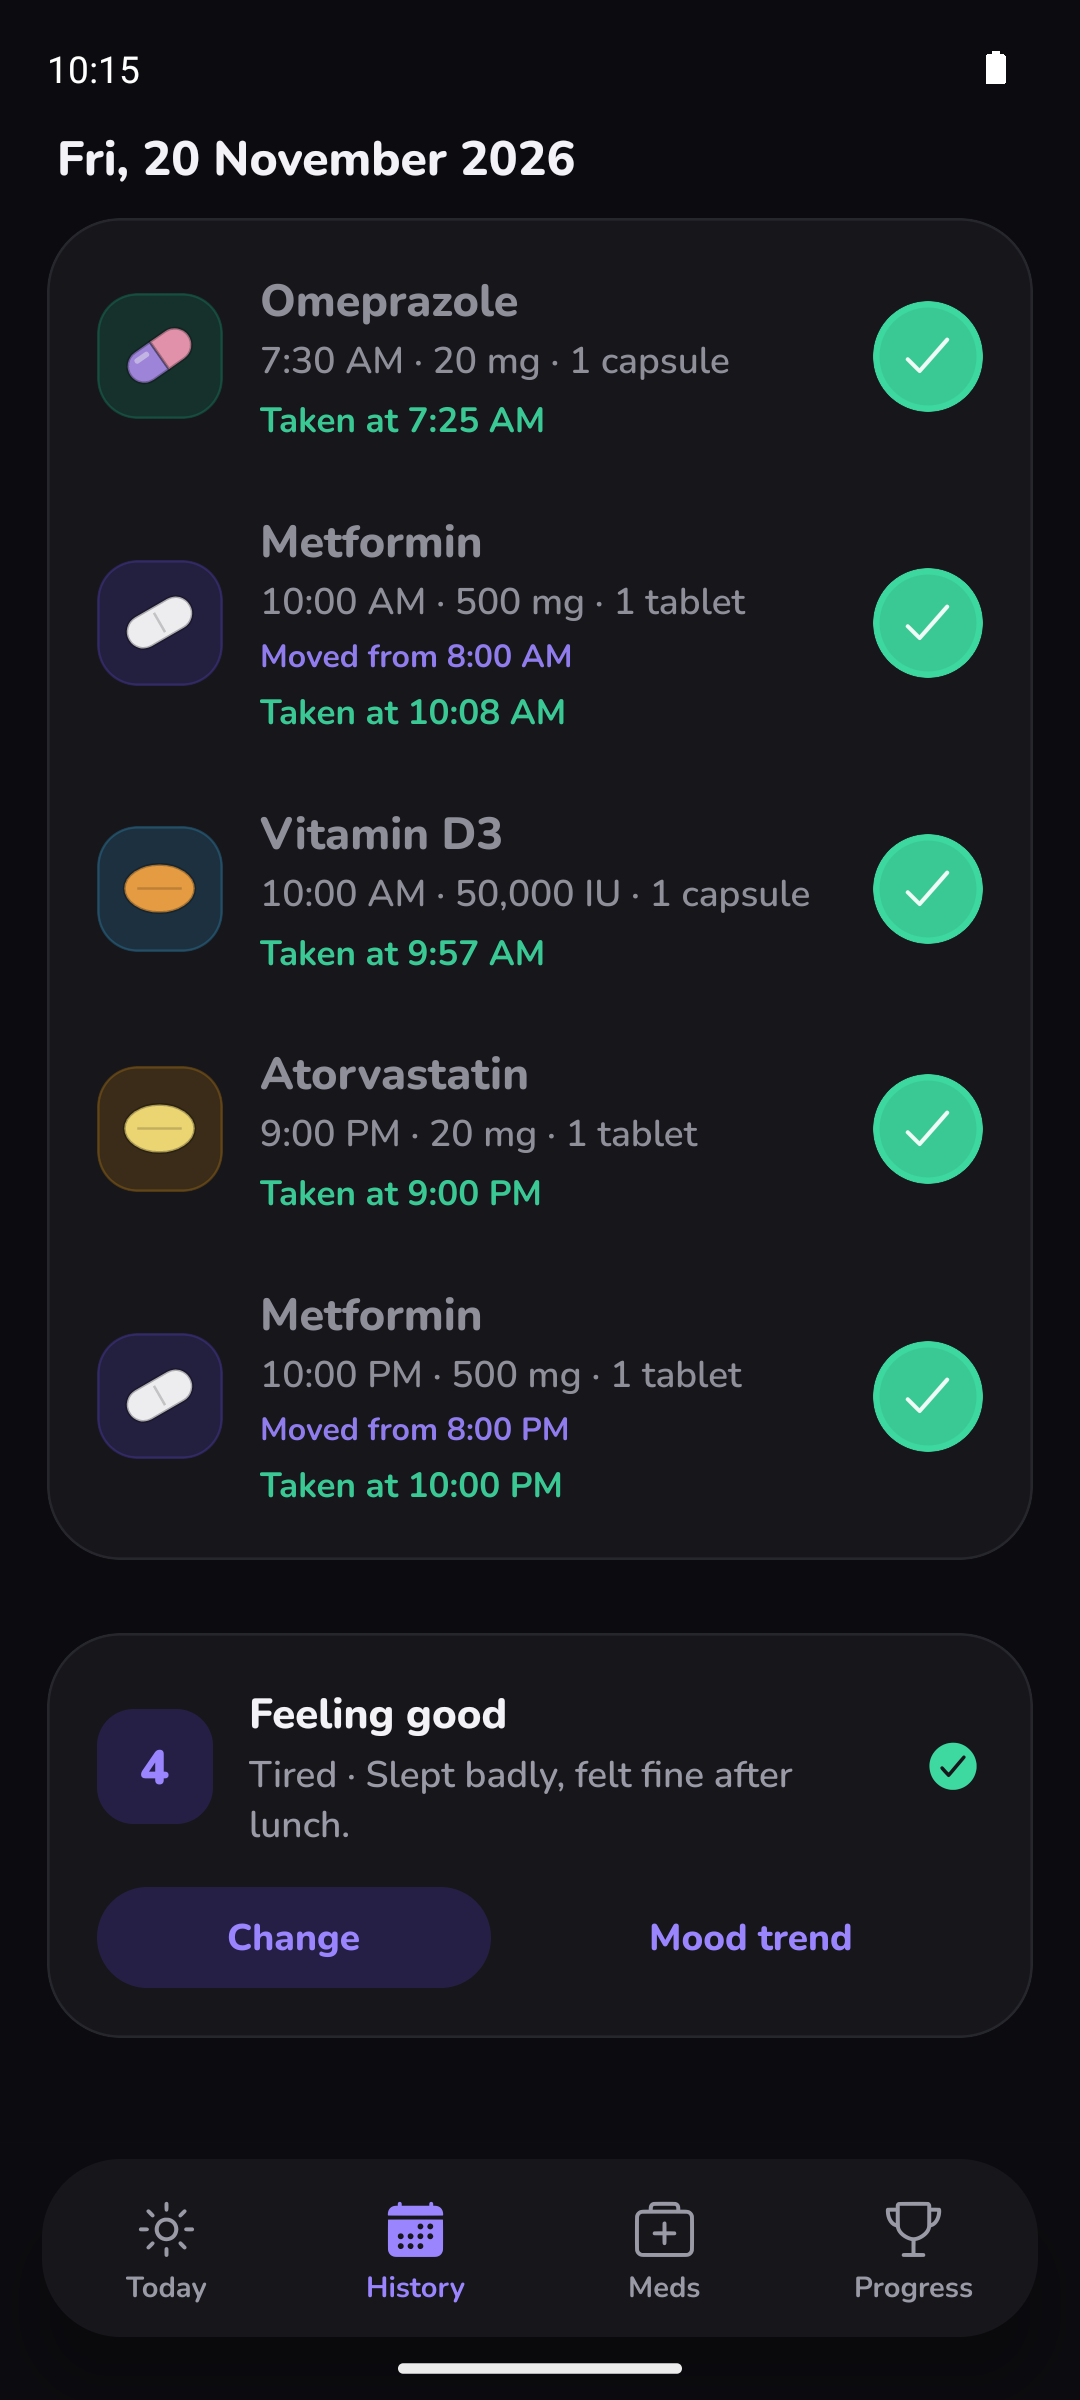 10:15
Fri, 20 November 2026
Omeprazole
7:30 AM · 20 mg · 1 capsule
Taken at 7:25 AM
Metformin
10:00 AM · 500 mg · 1 tablet
Moved from 8:00 AM
Taken at 10:08 AM
Vitamin D3
10:00 AM · 50,000 IU · 1 capsule
Taken at 9:57 AM
Atorvastatin
9:00 PM · 20 mg · 1 tablet
Taken at 9:00 PM
Metformin
10:00 PM · 500 mg · 1 tablet
Moved from 8:00 PM
Taken at 10:00 PM
4
Feeling good
Tired · Slept badly, felt fine after
lunch.
Change
Mood trend
Today
History
Meds
Progress